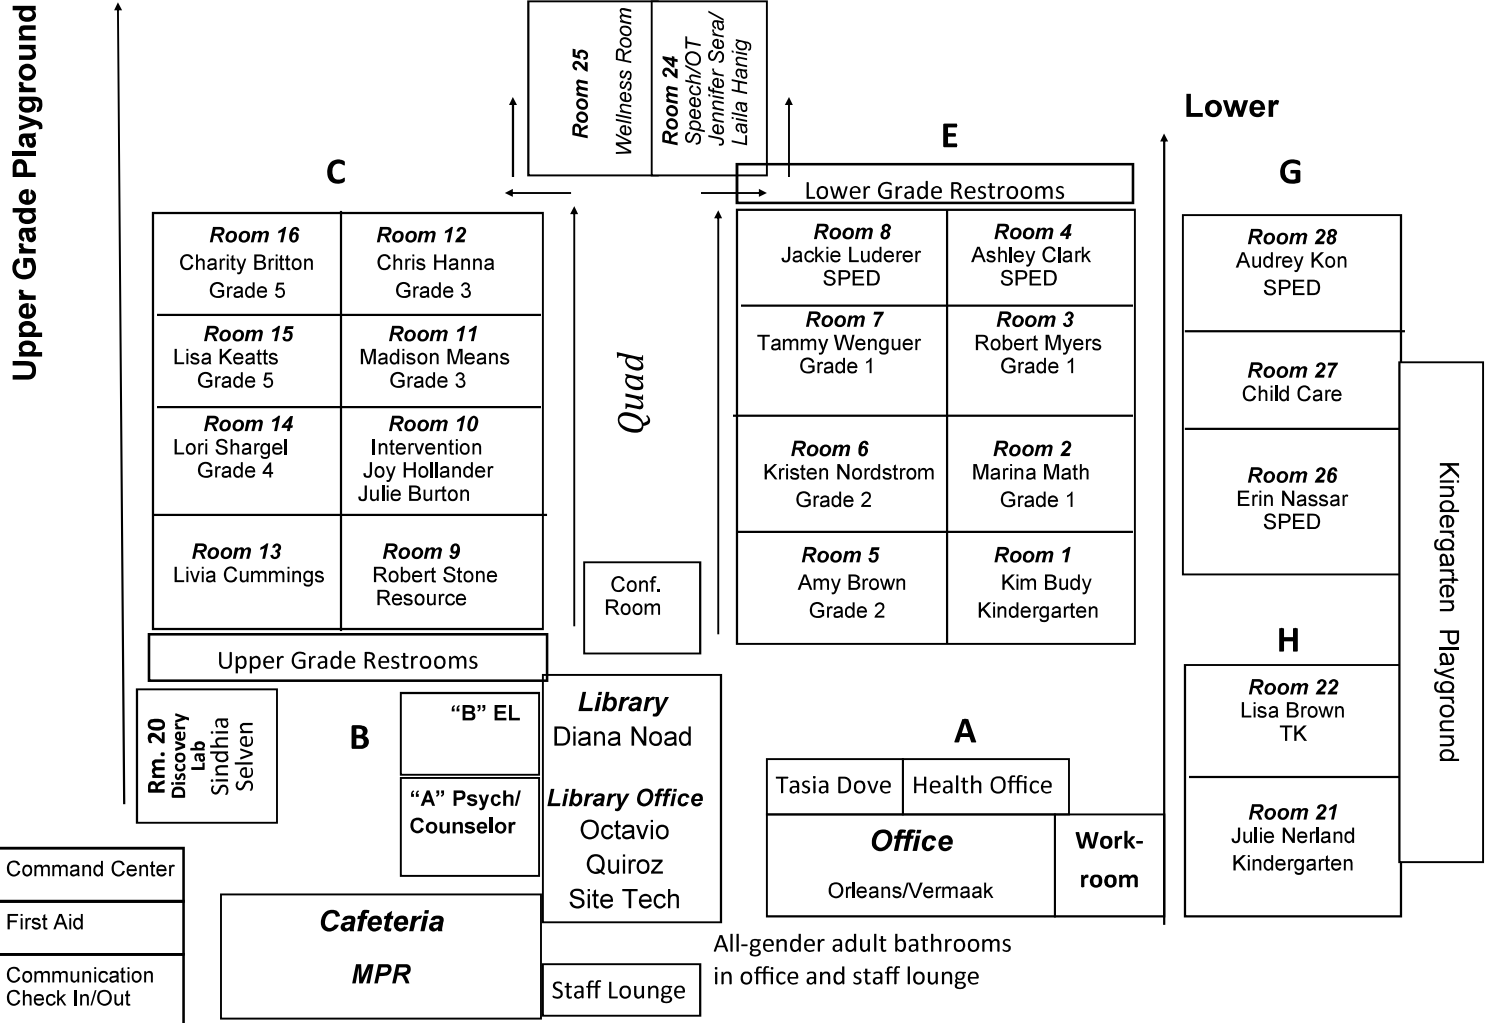 Upper Grade Playground
Room 25
Wellness Room
Room 24
Speech/OT
Jennifer Sera/
Laila Hanig
Lower
C
E
G
Lower Grade Restrooms
Room 16
Charity Britton
Grade 5
Room 12
Chris Hanna
Grade 3
Room 15
Lisa Keatts
Grade 5
Room 11
Madison Means
Grade 3
Room 14
Lori Shargel
Grade 4
Room 10
Intervention
Joy Hollander
Julie Burton
Room 13
Livia Cummings
Room 9
Robert Stone
Resource
Upper Grade Restrooms
Quad
Conf.
Room
Room 8
Jackie Luderer
SPED
Room 4
Ashley Clark
SPED
Room 7
Tammy Wenguer
Grade 1
Room 3
Robert Myers
Grade 1
Room 6
Kristen Nordstrom
Grade 2
Room 2
Marina Math
Grade 1
Room 5
Amy Brown
Grade 2
Room 1
Kim Budy
Kindergarten
Room 28
Audrey Kon
SPED
Room 27
Child Care
Room 26
Erin Nassar
SPED
Kindergarten Playground
H
Room 22
Lisa Brown
TK
Room 21
Julie Nerland
Kindergarten
Rm. 20
Discovery
Lab
Sindhia
Selven
B
“B” EL
“A” Psych/
Counselor
Library
Diana Noad
Library Office
Octavio
Quiroz
Site Tech
A
Tasia Dove
Health Office
Office
Orleans/Vermaak
Work-
room
Command Center
First Aid
Communication
Check In/Out
Cafeteria
MPR
Staff Lounge
All-gender adult bathrooms
in office and staff lounge